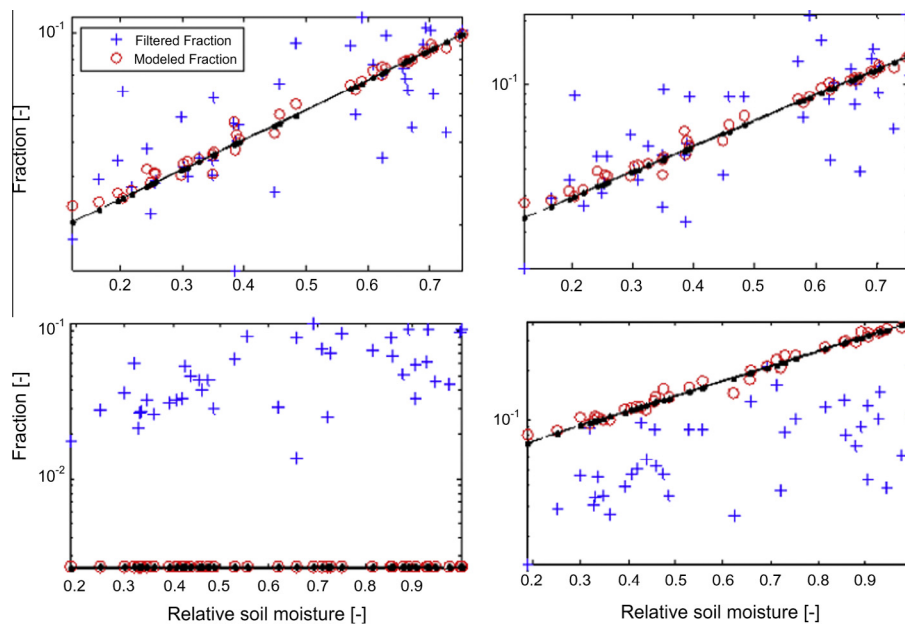 10-1
+ Filtered Fraction
○ Modeled Fraction
Fraction [-]
0.2 0.3 0.4 0.5 0.6 0.7
10-1
0.2 0.3 0.4 0.5 0.6 0.7
10-1
10-2
Fraction [-]
0.2 0.3 0.4 0.5 0.6 0.7 0.8 0.9
Relative soil moisture [-]
10-1
0.2 0.3 0.4 0.5 0.6 0.7 0.8 0.9
Relative soil moisture [-]